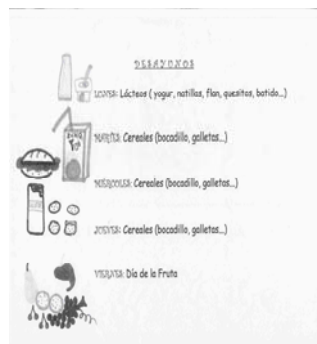 DESAYUNOS
LUNES: Lácteos ( yogur, natillas, flan, quesitos, batido...)
MARTES: Cereales (bocadillo, galletas...)
MIÉRCOLES: Cereales (bocadillo, galletas...)
JUEVES: Cereales (bocadillo, galletas...)
VIERNES: Día de la Fruta